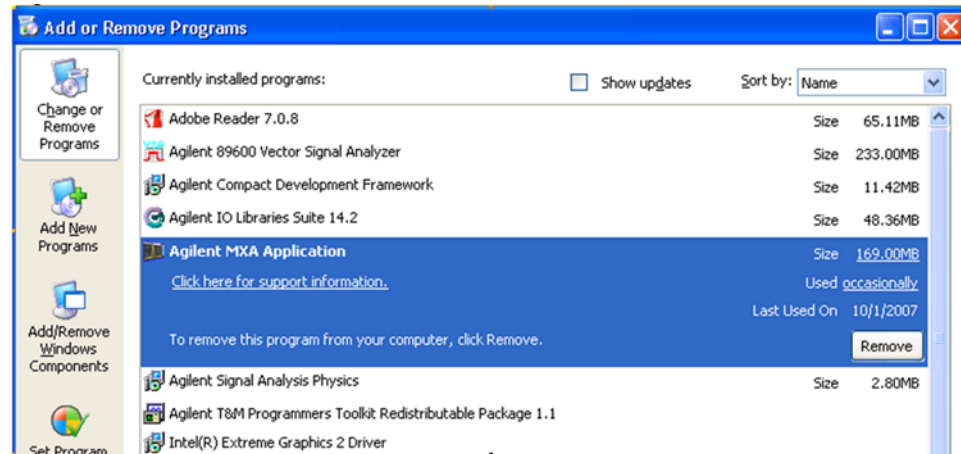 Add or Remove Programs
Currently installed programs: Show updates Sort by: Name
Change or
Remove
Programs
Add New
Programs
Add/Remove
Windows
Components
Set Program
Adobe Reader 7.0.8 Size 65.11MB
Agilent 89600 Vector Signal Analyzer Size 233.00MB
Agilent Compact Development Framework Size 11.42MB
Agilent IO Libraries Suite 14.2 Size 48.36MB
Agilent MXA Application Size 169.00MB
Click here for support information. Used occasionally
Last Used On 10/1/2007
To remove this program from your computer, click Remove. Remove
Agilent Signal Analysis Physics Size 2.80MB
Agilent T&M Programmers Toolkit Redistributable Package 1.1
Intel(R) Extreme Graphics 2 Driver